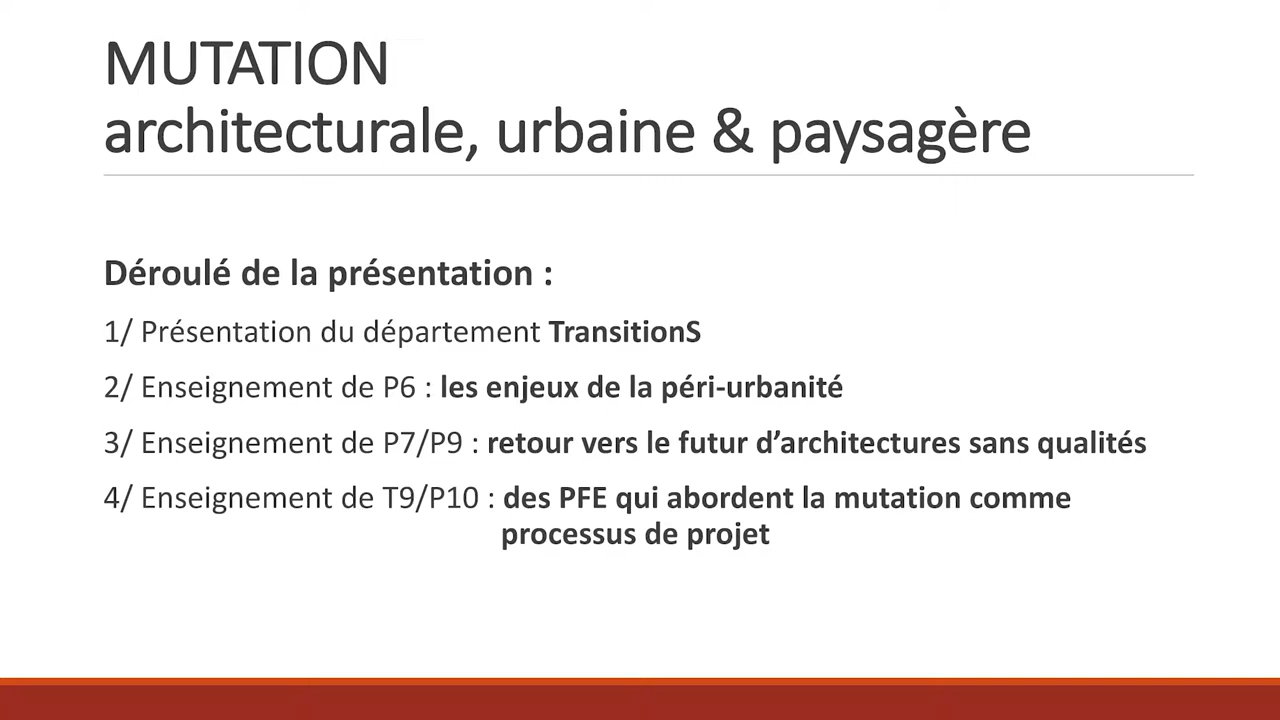 MUTATION
architecturale, urbaine & paysagère
Déroulé de la présentation :
1/ Présentation du département TransitionS
2/ Enseignement de P6 : les enjeux de la péri-urbanité
3/ Enseignement de P7/P9 : retour vers le futur d’architectures sans qualités
4/ Enseignement de T9/P10 : des PFE qui abordent la mutation comme
processus de projet